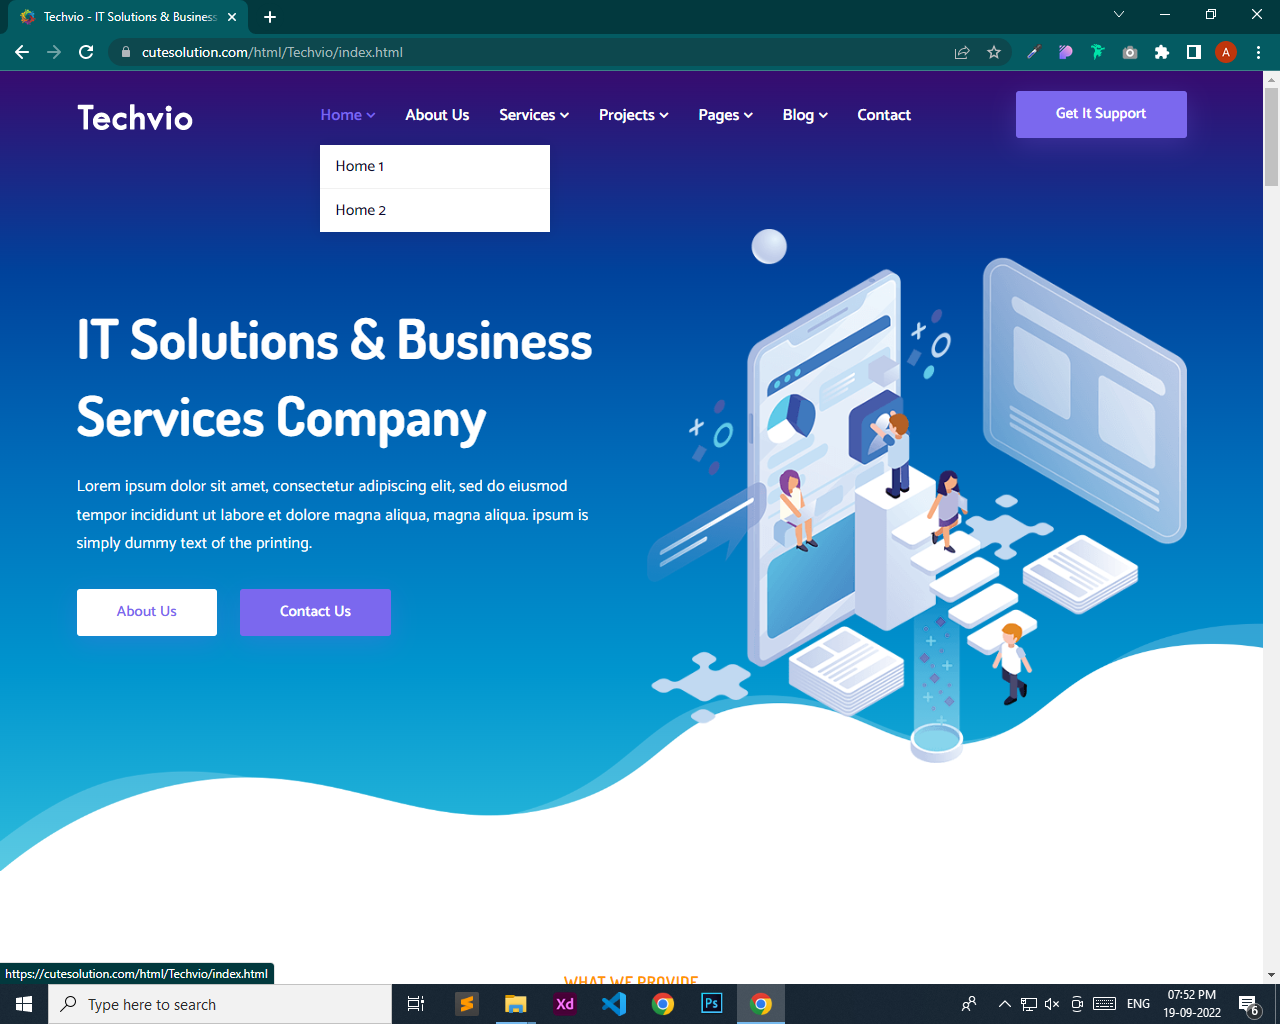 Techvio - IT Solutions & Business
cutesolution.com/html/Techvio/index.html
A
Techvio
Home
About Us
Services
Projects
Pages
Blog
Contact
Get It Support
Home 1
Home 2
IT Solutions & Business
Services Company
Lorem ipsum dolor sit amet, consectetur adipiscing elit, sed do eiusmod
tempor incididunt ut labore et dolore magna aliqua, magna aliqua. ipsum is
simply dummy text of the printing.
About Us
Contact Us
WHAT WE PROVIDE
https://cutesolution.com/html/Techvio/index.html
Type here to search
Xd
Ps
ENG
07:52 PM
19-09-2022
6